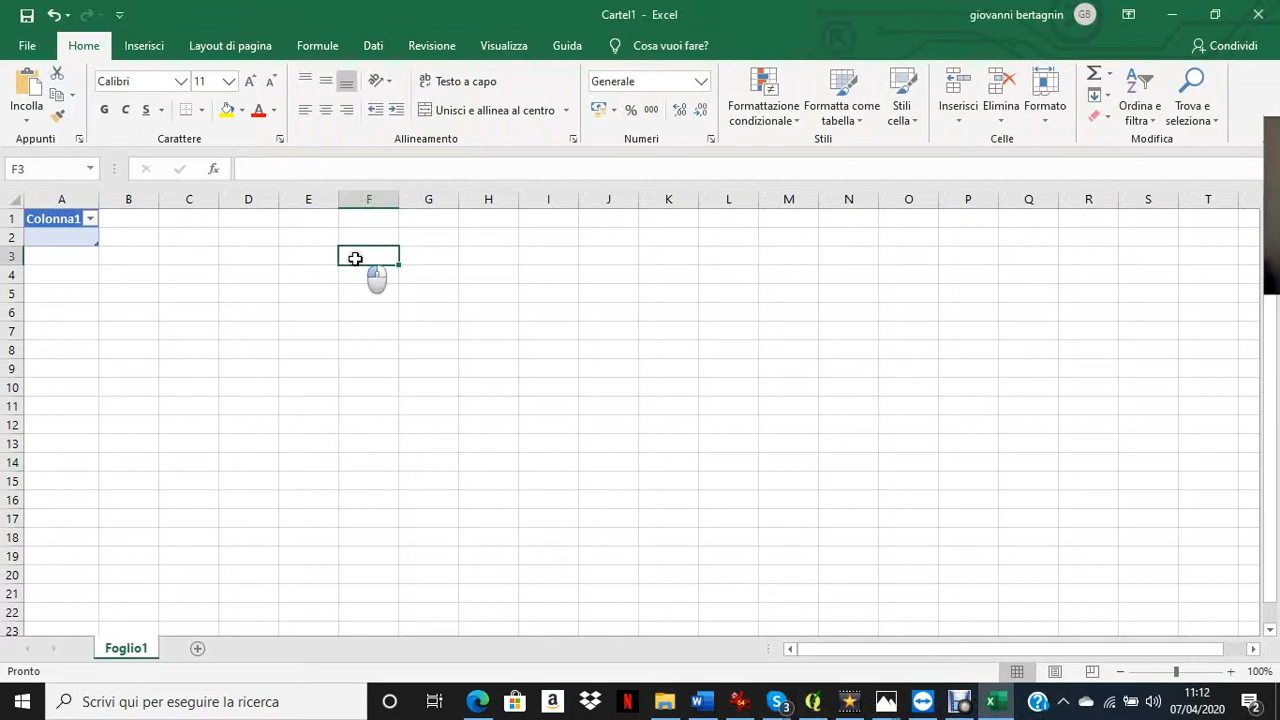 Cartel1 - Excel
giovanni bertagnin
GB
File
Home
Inserisci
Layout di pagina
Formule
Dati
Revisione
Visualizza
Guida
Cosa vuoi fare?
Condividi
Incolla
Calibri
11
Testo a capo
Unisci e allinea al centro
G C S
Generale
% 000
Formattazione condizionale
Formatta come tabella
Stili cella
Inserisci
Elimina
Formato
Ordina e filtra
Trova e seleziona
Appunti
Carattere
Allineamento
Numeri
Stili
Celle
Modifica
F3
fx
A B C D E F G H I J K L M N O P Q R S T
1 Colonna1
2
3
4
5
6
7
8
9
10
11
12
13
14
15
16
17
18
19
20
21
22
23
Foglio1
Pronto
100%
Scrivi qui per eseguire la ricerca
11:12
07/04/2020